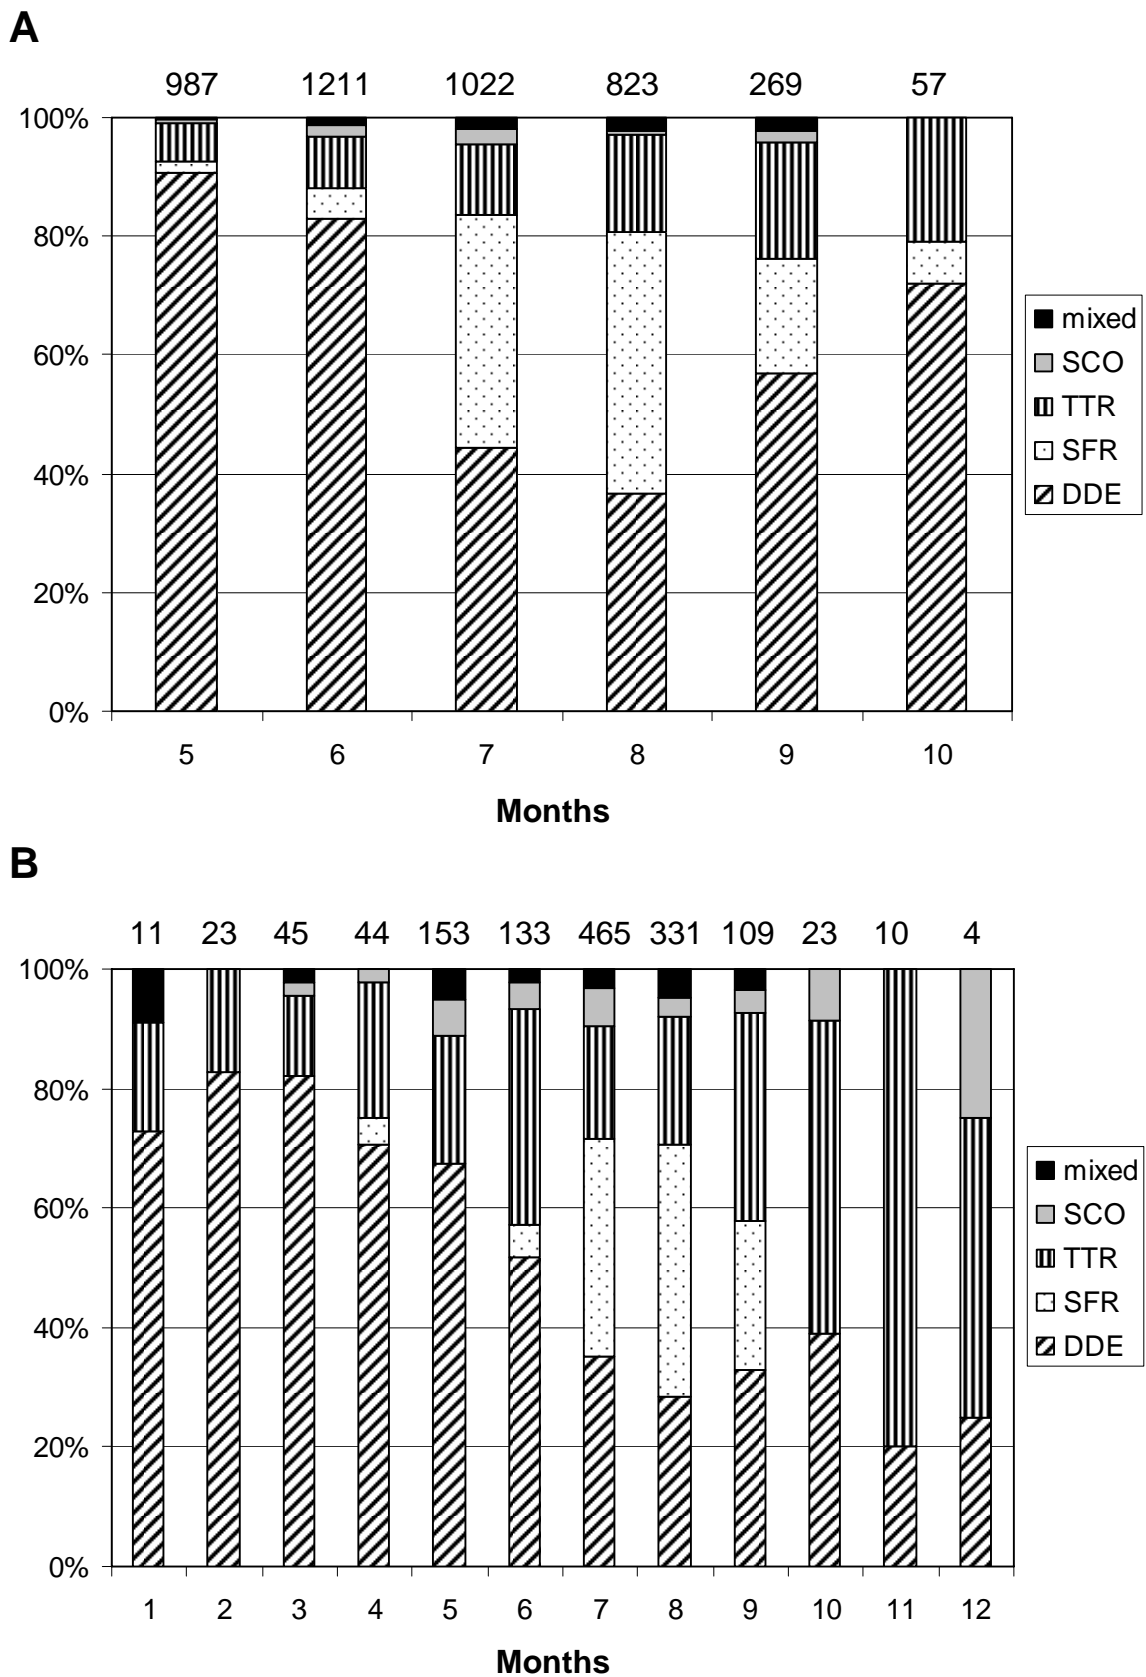 A
987 1211 1022 823 269 57
100%
80%
60%
40%
20%
0%
mixed
SCO
TTR
SFR
DDE
5 6 7 8 9 10
Months
B
11 23 45 44 153 133 465 331 109 23 10 4
100%
80%
60%
40%
20%
0%
mixed
SCO
TTR
SFR
DDE
1 2 3 4 5 6 7 8 9 10 11 12
Months